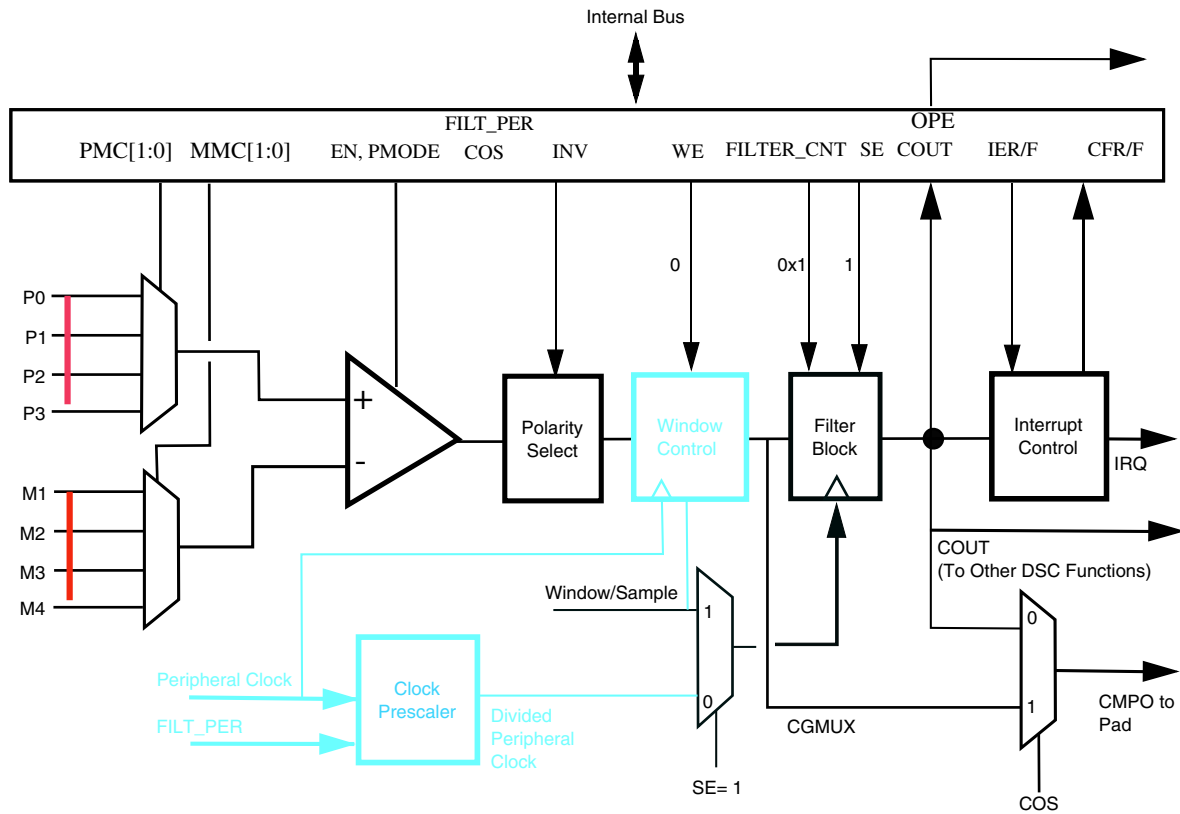 Internal Bus
FILT_PER
OPE
PMC[1:0] MMC[1:0] EN, PMODE COS INV WE FILTER_CNT SE COUT IER/F CFR/F
0 0x1 1
P0
P1
P2
P3
+
-
Polarity
Select
Window
Control
Filter
Block
Interrupt
Control
IRQ
M1
M2
M3
M4
COUT
(To Other DSC Functions)
Window/Sample
1
0
0
1
Peripheral Clock
FILT_PER
Clock
Prescaler
Divided
Peripheral
Clock
CGMUX
CMPO to
Pad
SE= 1
COS